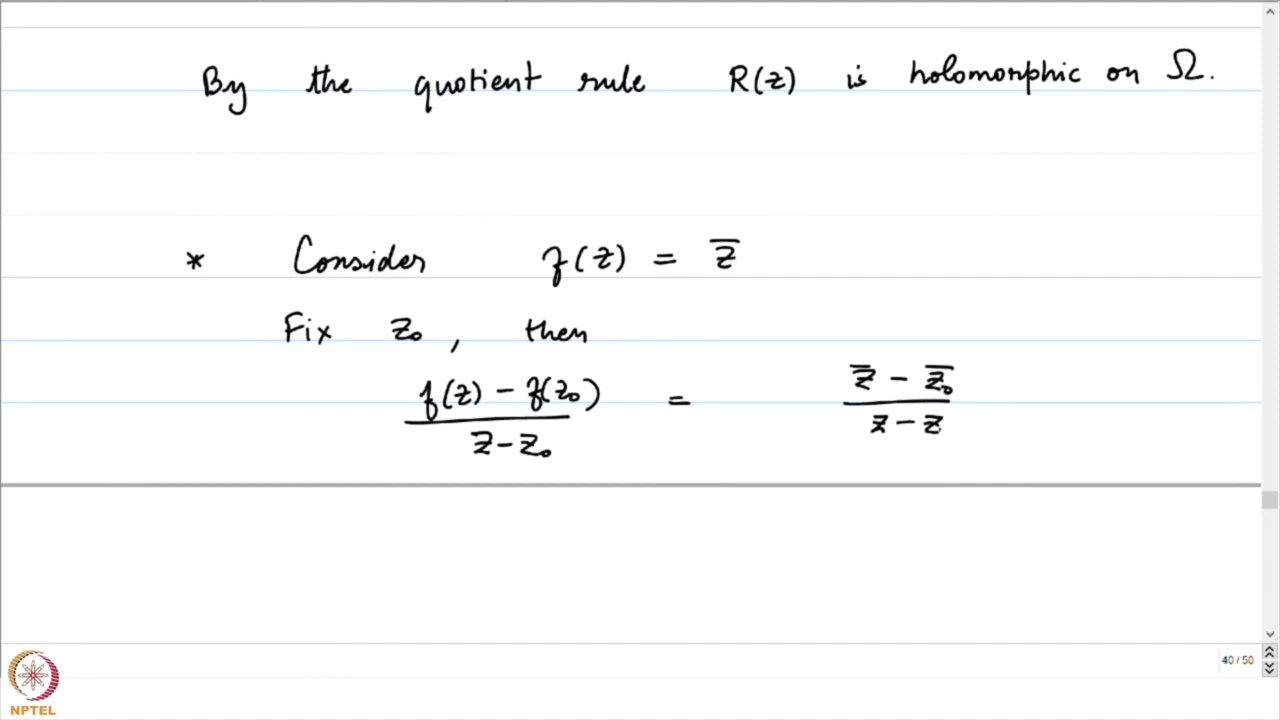 By the quotient rule R(z) is holomorphic on Ω.
* Consider f(z) = z̅
Fix z₀ , then
f(z) - f(z₀) / z - z₀ = z̅ - z̅₀ / z - z
40 / 50
NPTEL